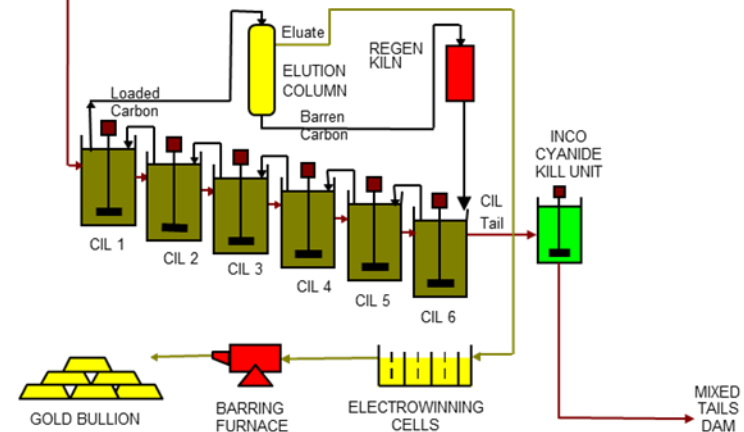 Eluate
REGEN
KILN
ELUTION
COLUMN
Loaded
Carbon
Barren
Carbon
INCO
CYANIDE
KILL UNIT
CIL
Tail
CIL 1
CIL 2
CIL 3
CIL 4
CIL 5
CIL 6
GOLD BULLION
BARRING
FURNACE
ELECTROWINNING
CELLS
MIXED
TAILS
DAM